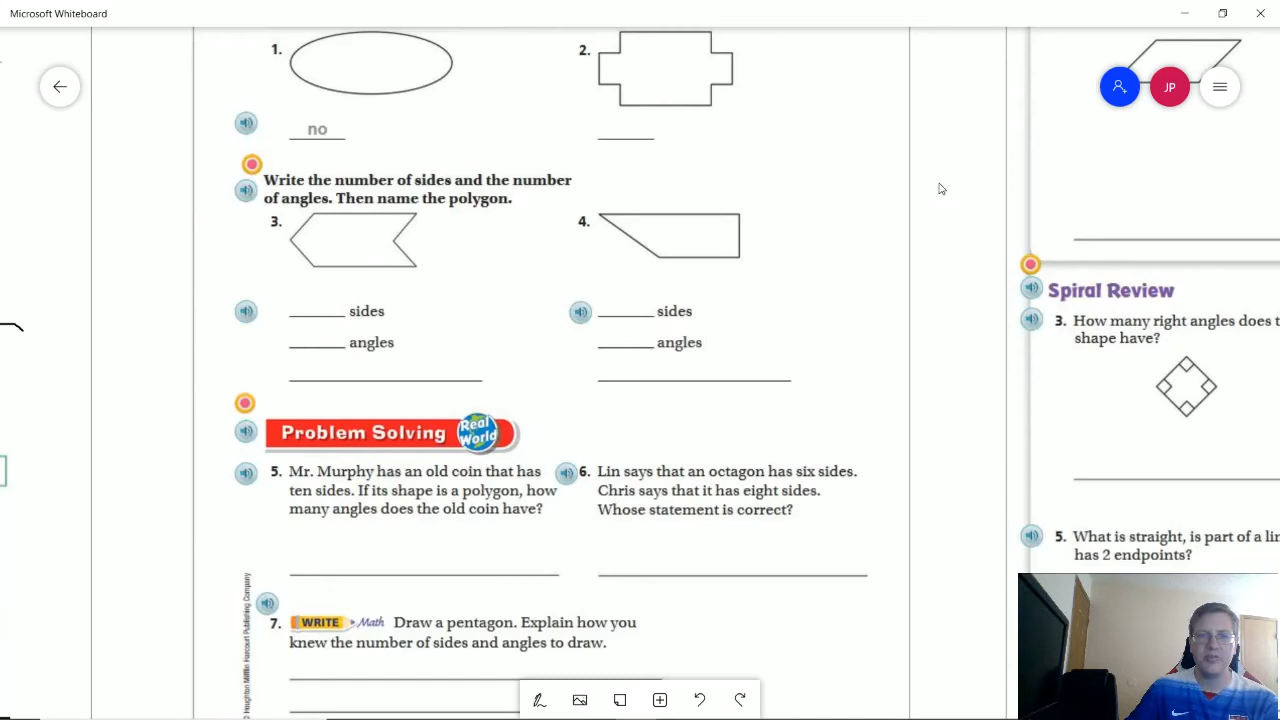 Microsoft Whiteboard
JP
1.
2.
no
Write the number of sides and the number
of angles. Then name the polygon.
3.
4.
sides
sides
angles
angles
Problem Solving Real World
5. Mr. Murphy has an old coin that has
ten sides. If its shape is a polygon, how
many angles does the old coin have?
6. Lin says that an octagon has six sides.
Chris says that it has eight sides.
Whose statement is correct?
7. WRITE Math Draw a pentagon. Explain how you
knew the number of sides and angles to draw.
© Houghton Mifflin Harcourt Publishing Company
Spiral Review
3. How many right angles does t
shape have?
5. What is straight, is part of a lin
has 2 endpoints?